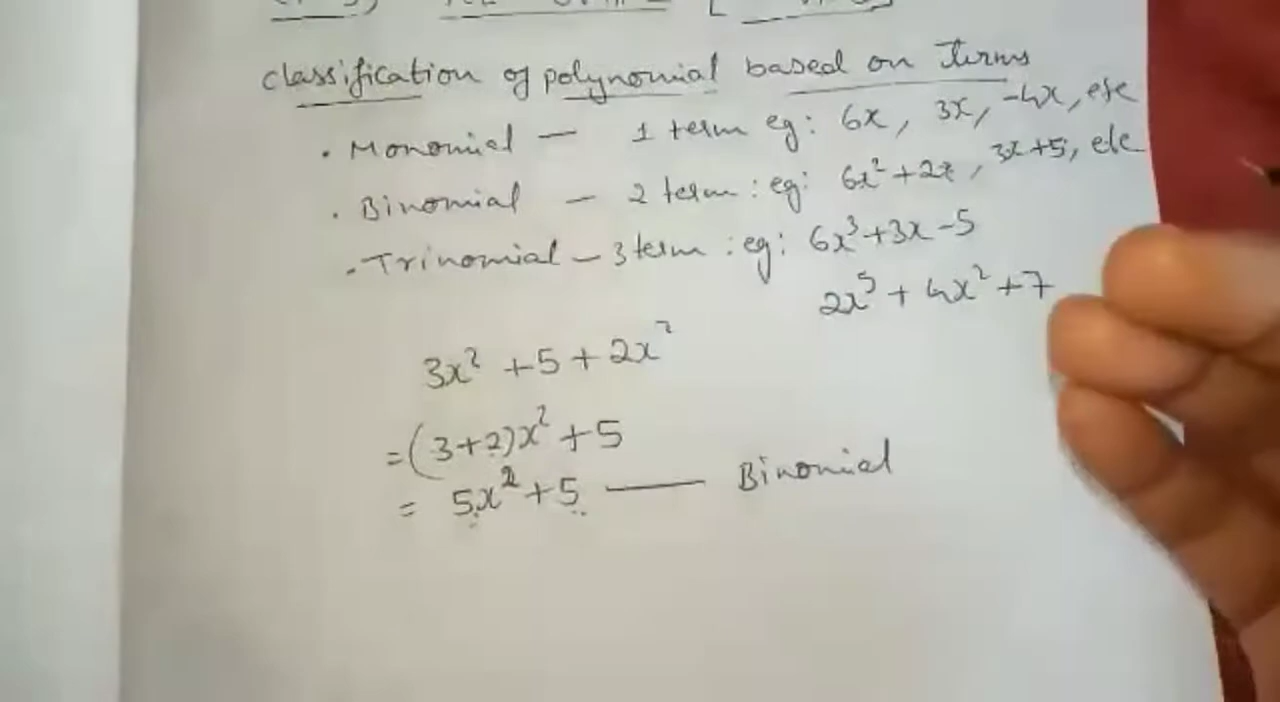 classification of polynomial based on Terms
. Monomial — 1 term eg: 6x, 3x, -4x, etc
. Binomial — 2 term : eg: 6x² + 2x, 3x+5, etc
. Trinomial — 3 term : eg: 6x³+3x-5
2x⁵ + 4x² + 7
3x² + 5 + 2x²
= (3+2)x² + 5
= 5x² + 5 —— Binomial